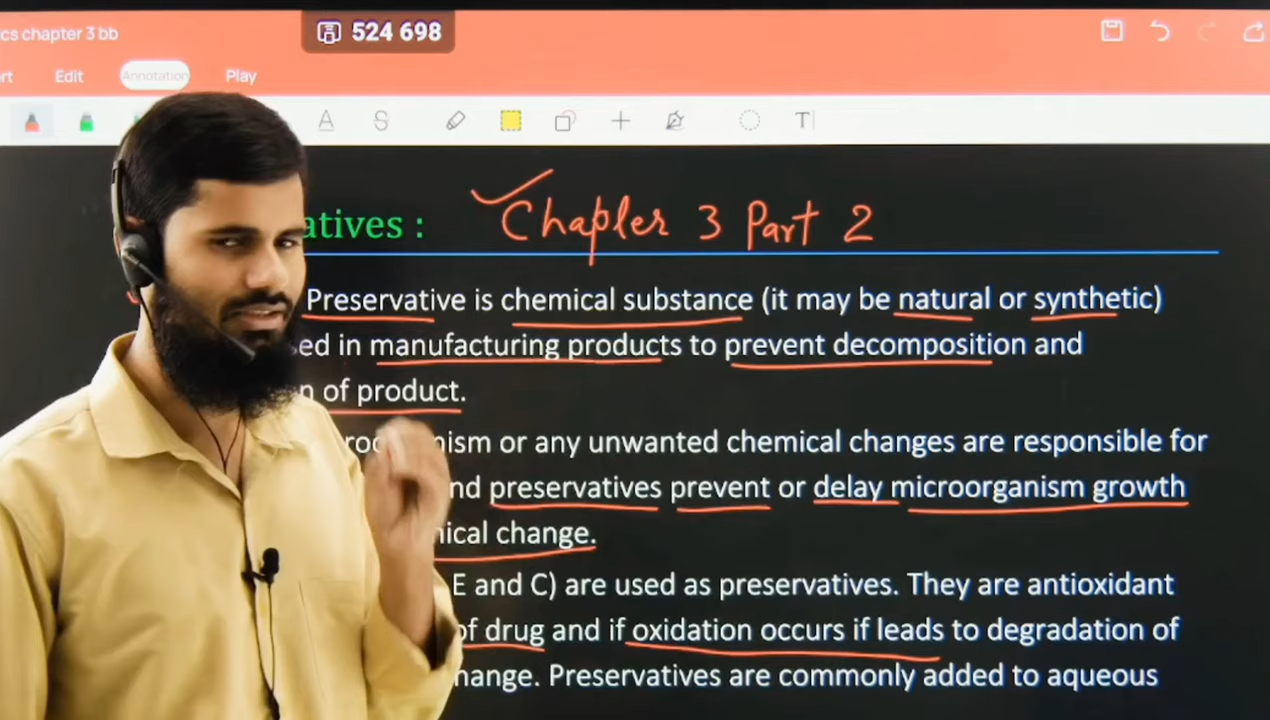 cs chapter 3 bb
524 698
rt Edit Annotation Play
A S T
atives : Chapler 3 Part 2
Preservative is chemical substance (it may be natural or synthetic)
ed in manufacturing products to prevent decomposition and
n of product.
ism or any unwanted chemical changes are responsible for
nd preservatives prevent or delay microorganism growth
ical change.
E and C) are used as preservatives. They are antioxidant
of drug and if oxidation occurs if leads to degradation of
hange. Preservatives are commonly added to aqueous